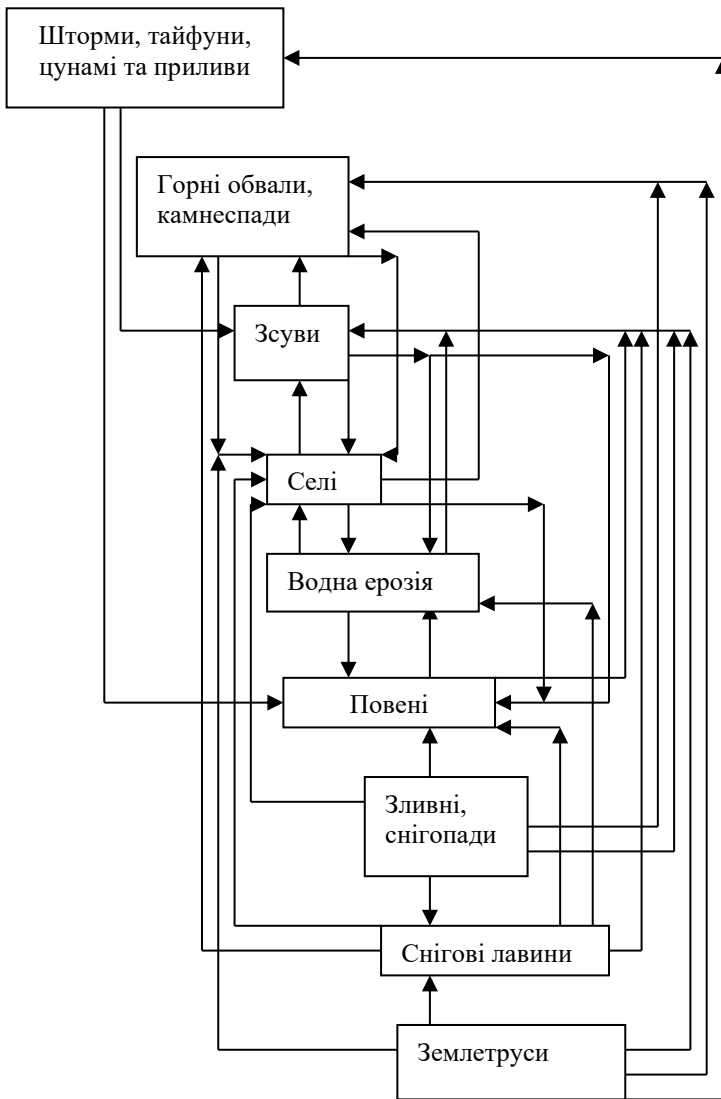 Шторми, тайфуни,
цунамі та приливи
Горні обвали,
камнеспади
Зсуви
Селі
Водна ерозія
Повені
Зливні,
снігопади
Снігові лавини
Землетруси